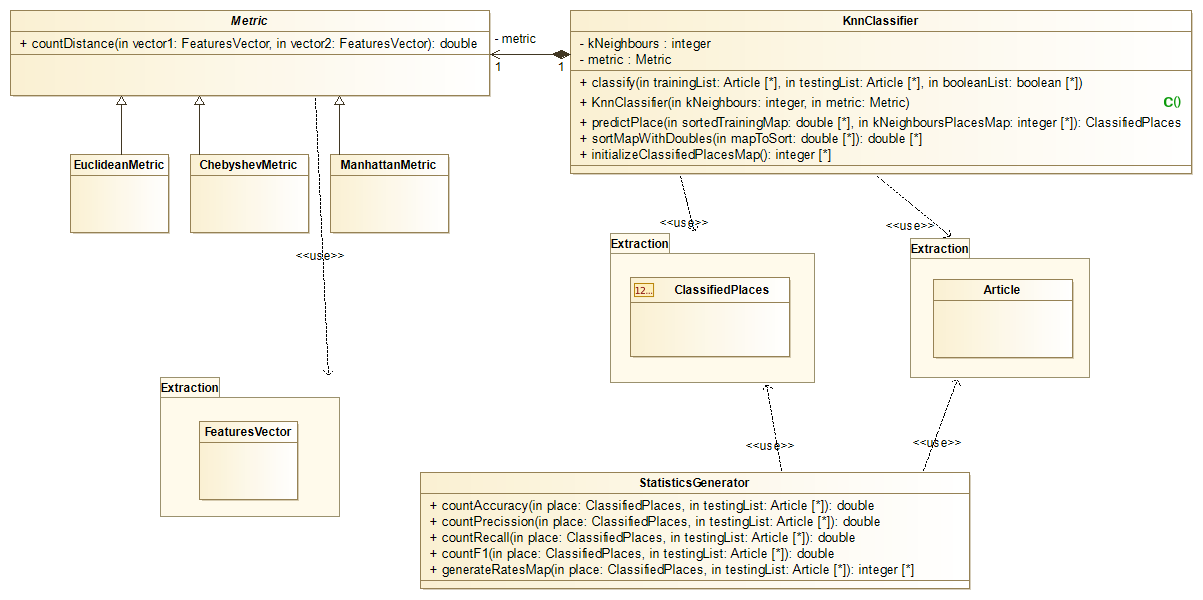 Metric
+ countDistance(in vector1: FeaturesVector, in vector2: FeaturesVector): double
- metric
1
1
KnnClassifier
- kNeighbours : integer
- metric : Metric
+ classify(in trainingList: Article [*], in testingList: Article [*], in booleanList: boolean [*])
+ KnnClassifier(in kNeighbours: integer, in metric: Metric)
C()
+ predictPlace(in sortedTrainingMap: double [*], in kNeighboursPlacesMap: integer [*]): ClassifiedPlaces
+ sortMapWithDoubles(in mapToSort: double [*]): double [*]
+ initializeClassifiedPlacesMap(): integer [*]
EuclideanMetric
ChebyshevMetric
ManhattanMetric
<<use>>
<<use>>
<<use>>
Extraction
12...
ClassifiedPlaces
Extraction
Article
Extraction
FeaturesVector
<<use>>
<<use>>
StatisticsGenerator
+ countAccuracy(in place: ClassifiedPlaces, in testingList: Article [*]): double
+ countPrecission(in place: ClassifiedPlaces, in testingList: Article [*]): double
+ countRecall(in place: ClassifiedPlaces, in testingList: Article [*]): double
+ countF1(in place: ClassifiedPlaces, in testingList: Article [*]): double
+ generateRatesMap(in place: ClassifiedPlaces, in testingList: Article [*]): integer [*]